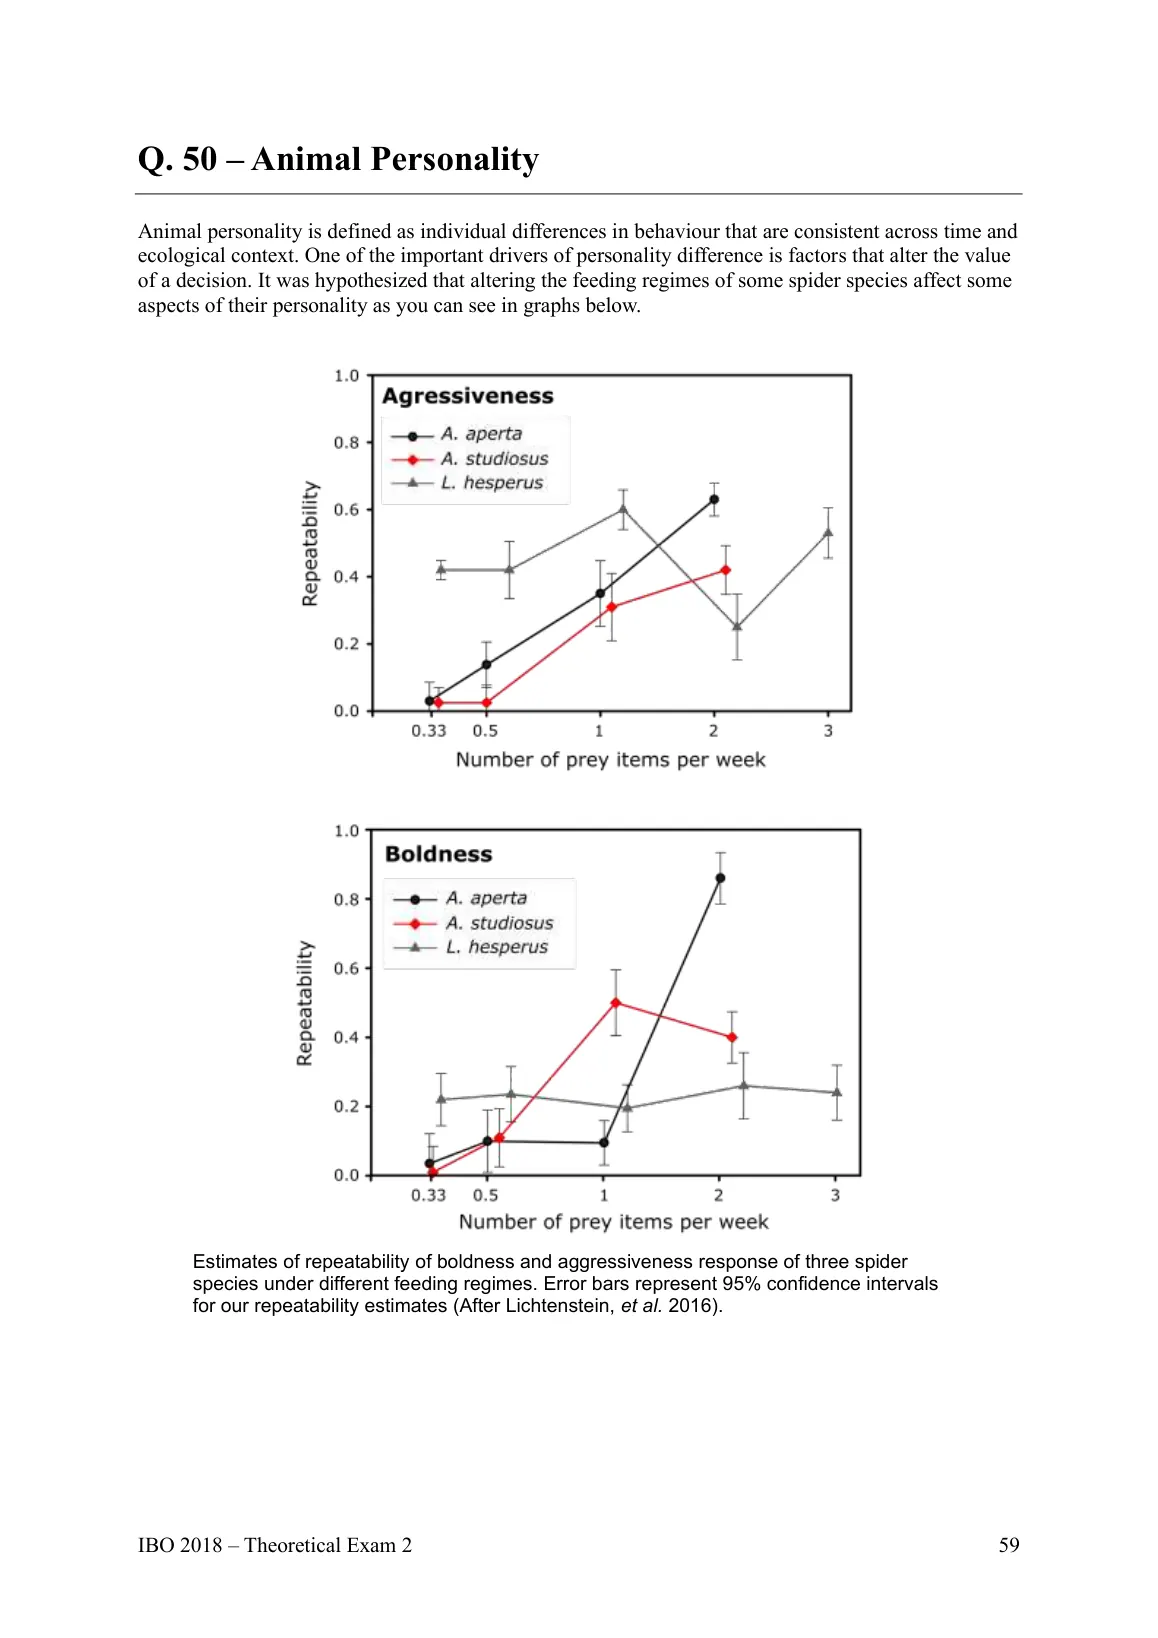 Q. 50 – Animal Personality
Animal personality is defined as individual differences in behaviour that are consistent across time and
ecological context. One of the important drivers of personality difference is factors that alter the value
of a decision. It was hypothesized that altering the feeding regimes of some spider species affect some
aspects of their personality as you can see in graphs below.
1.0
Agressiveness
A. aperta
0.8
A. studiosus
L. hesperus
0.6
Repeatability
0.4
0.2
0.0
0.33 0.5 1 2 3
Number of prey items per week
1.0
Boldness
A. aperta
0.8
A. studiosus
L. hesperus
0.6
Repeatability
0.4
0.2
0.0
0.33 0.5 1 2 3
Number of prey items per week
Estimates of repeatability of boldness and aggressiveness response of three spider
species under different feeding regimes. Error bars represent 95% confidence intervals
for our repeatability estimates (After Lichtenstein, et al. 2016).
IBO 2018 – Theoretical Exam 2 59